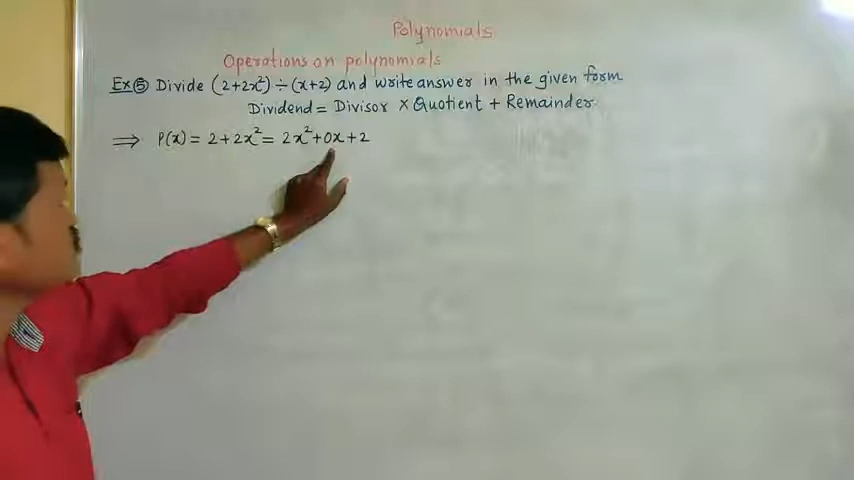 Polynomials
Operations on polynomials
Ex⑤ Divide (2+2x²)÷(x+2) and write answer in the given form
Dividend = Divisor × Quotient + Remainder.
⟹ P(x) = 2+2x² = 2x²+0x+2